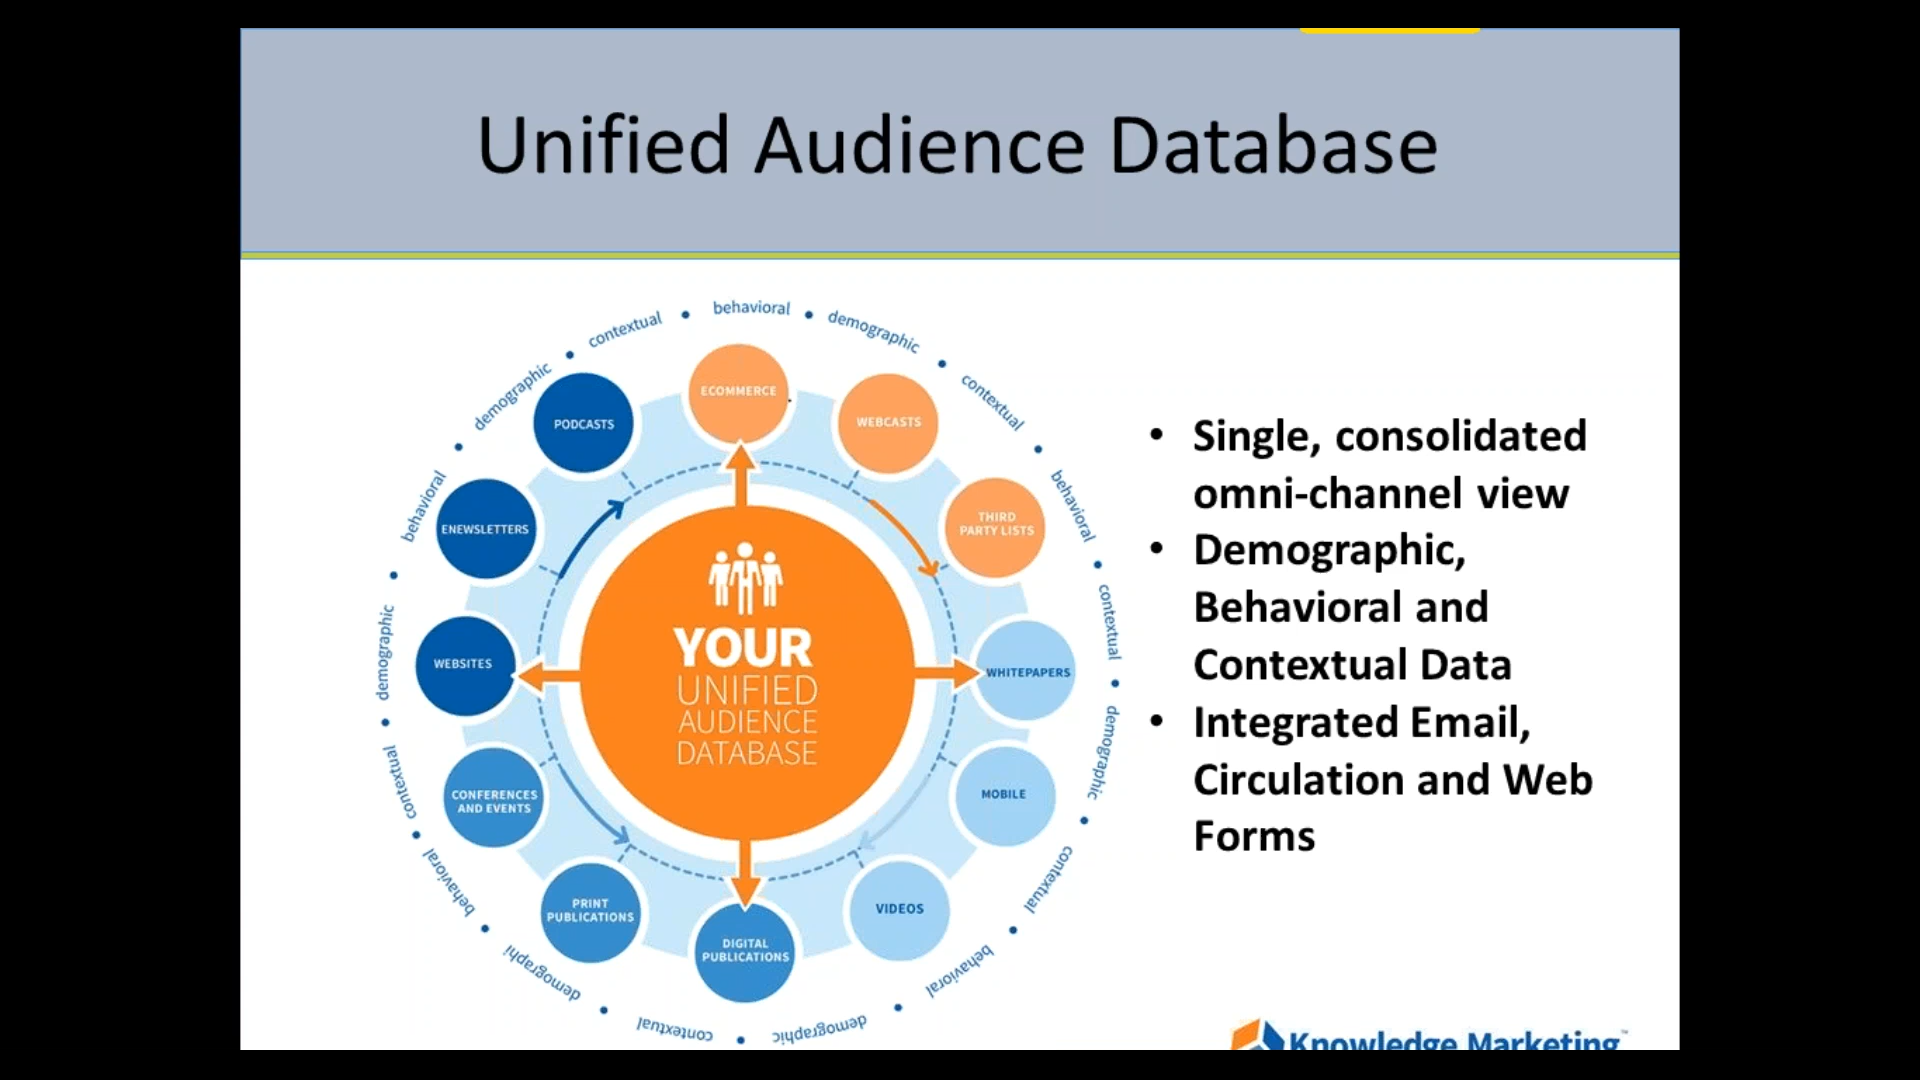 Unified Audience Database
behavioral
demographic
contextual
behavioral
contextual
demographic
contextual
behavioral
demographic
contextual
demographi
behavioral
contextual
demographic
behavioral
demographic
contextual
ECOMMERCE
WEBCASTS
THIRD
PARTY LISTS
WHITEPAPERS
MOBILE
VIDEOS
DIGITAL
PUBLICATIONS
PRINT
PUBLICATIONS
CONFERENCES
AND EVENTS
WEBSITES
ENEWSLETTERS
PODCASTS
YOUR
UNIFIED
AUDIENCE
DATABASE
• Single, consolidated
omni-channel view
• Demographic,
Behavioral and
Contextual Data
• Integrated Email,
Circulation and Web
Forms
Knowledge Marketing™